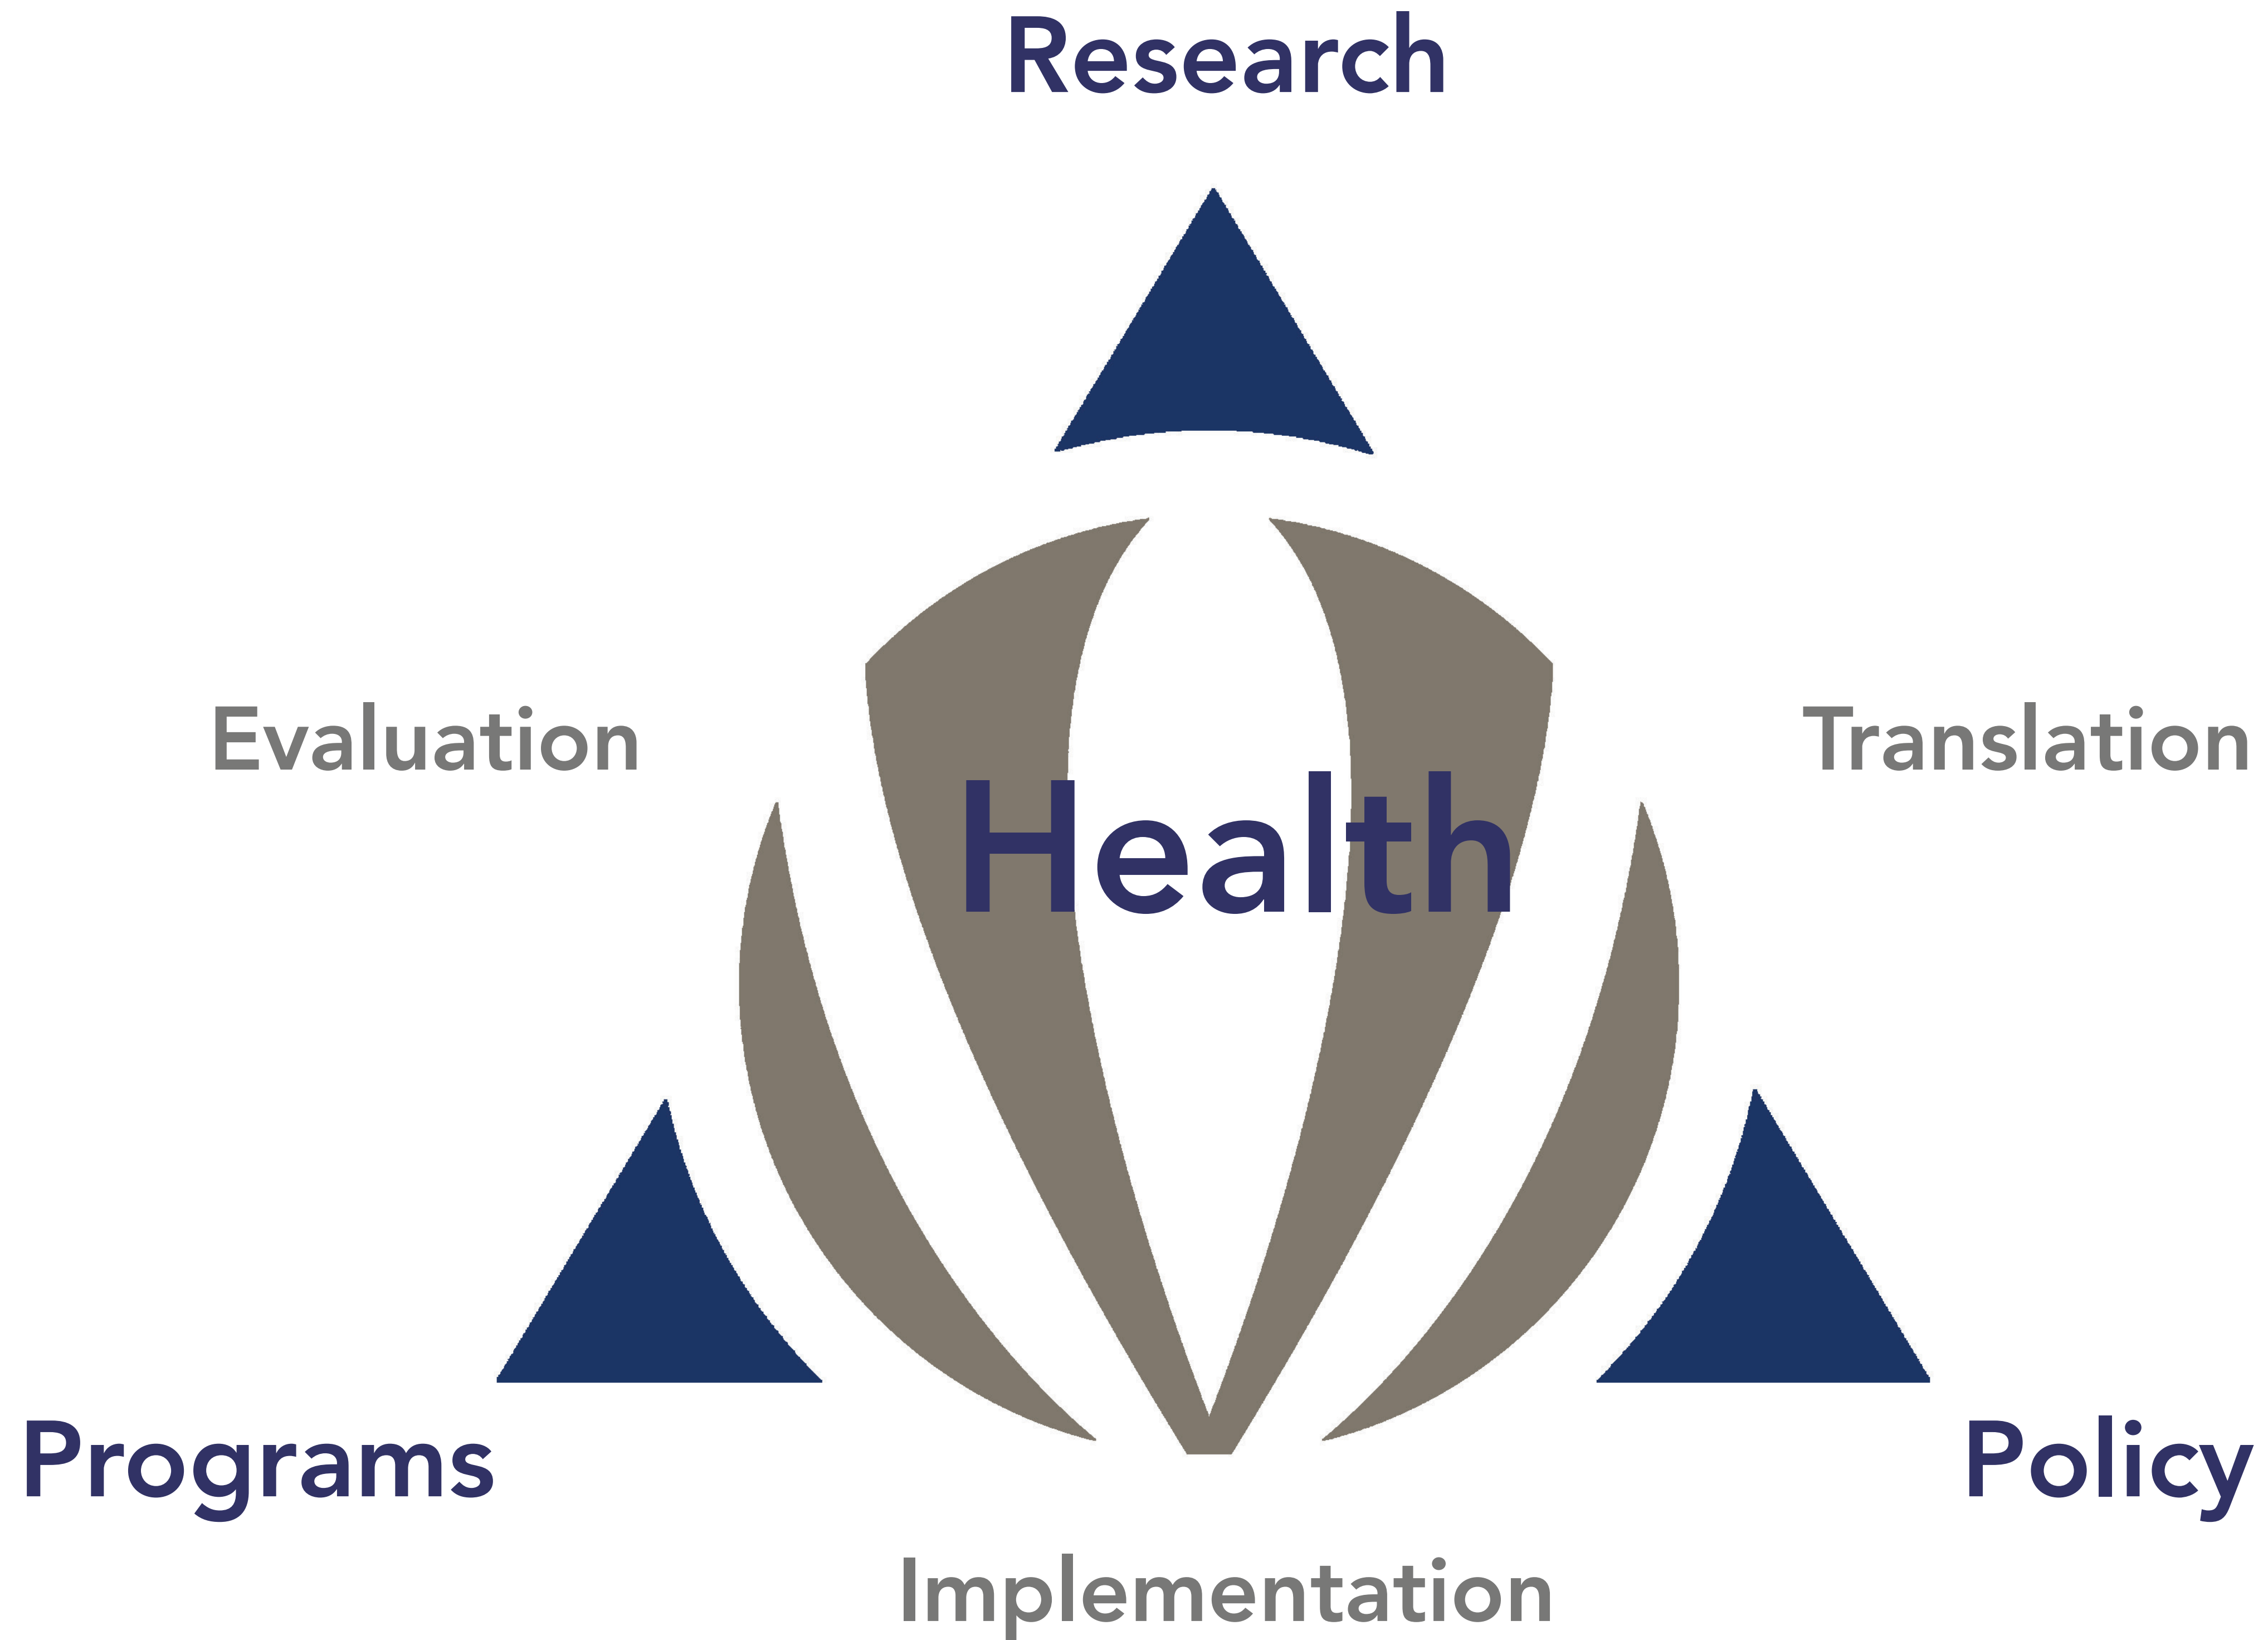 Research
Evaluation
Translation
Health
Programs
Policy
Implementation